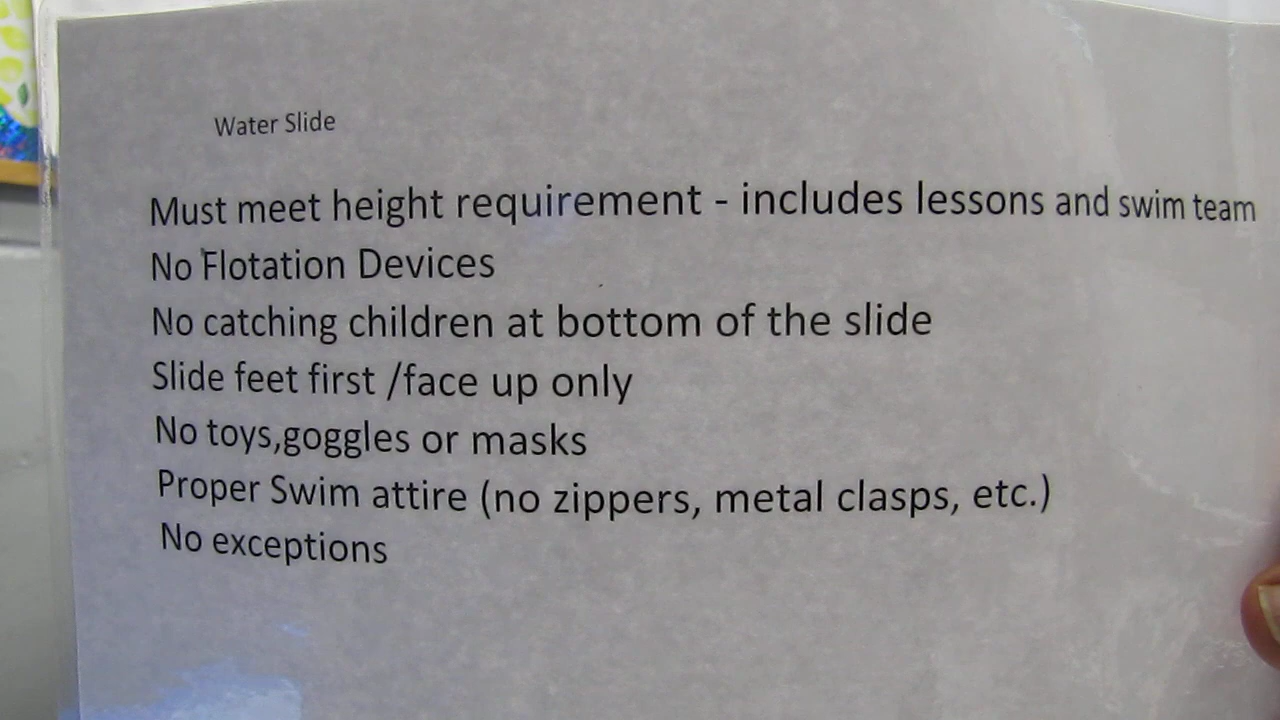 Water Slide
Must meet height requirement - includes lessons and swim team
No Flotation Devices
No catching children at bottom of the slide
Slide feet first /face up only
No toys,goggles or masks
Proper Swim attire (no zippers, metal clasps, etc.)
No exceptions